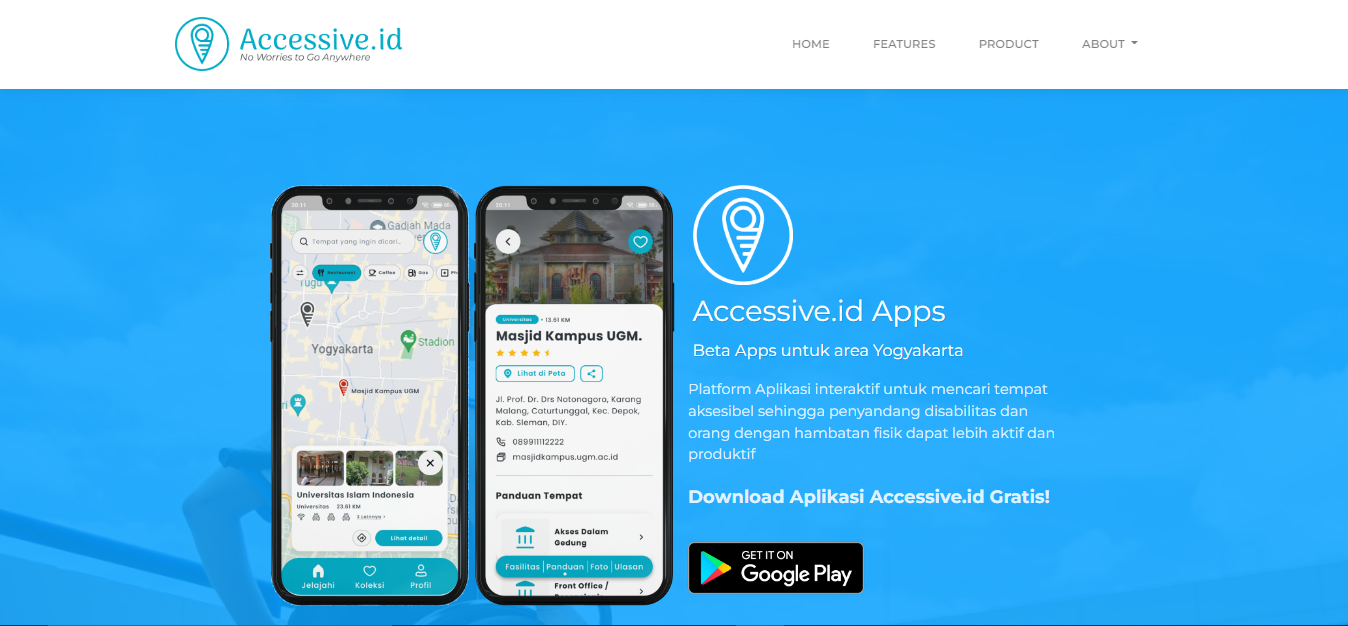 Accessive.id
No Worries to Go Anywhere
HOME
FEATURES
PRODUCT
ABOUT
20:11
Gadjah Mada
Tempat yang ingin dicari...
Restaurant
Coffee
Gas
Tugu
Yogyakarta
Stadion
Masjid Kampus UGM
Universitas Islam Indonesia
Universitas 23.61 KM
3 Lainnya
Lihat detail
Jelajahi
Koleksi
Profil
20:11
Universitas • 13.61 KM
Masjid Kampus UGM.
Lihat di Peta
Jl. Prof. Dr. Drs Notonagoro, Karang
Malang, Caturtunggal, Kec. Depok,
Kab. Sleman, DIY.
089911112222
masjidkampus.ugm.ac.id
Panduan Tempat
Akses Dalam
Gedung
Fasilitas | Panduan | Foto | Ulasan
Front Office /
Accessive.id Apps
Beta Apps untuk area Yogyakarta
Platform Aplikasi interaktif untuk mencari tempat
aksesibel sehingga penyandang disabilitas dan
orang dengan hambatan fisik dapat lebih aktif dan
produktif
Download Aplikasi Accessive.id Gratis!
GET IT ON
Google Play